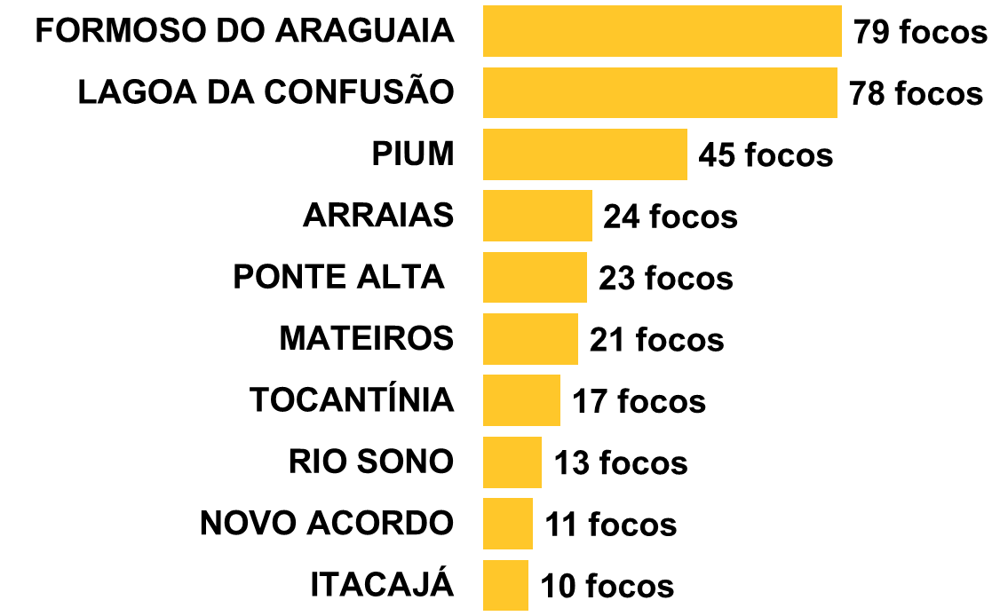 FORMOSO DO ARAGUAIA 79 focos
LAGOA DA CONFUSÃO 78 focos
PIUM 45 focos
ARRAIAS 24 focos
PONTE ALTA 23 focos
MATEIROS 21 focos
TOCANTÍNIA 17 focos
RIO SONO 13 focos
NOVO ACORDO 11 focos
ITACAJÁ 10 focos